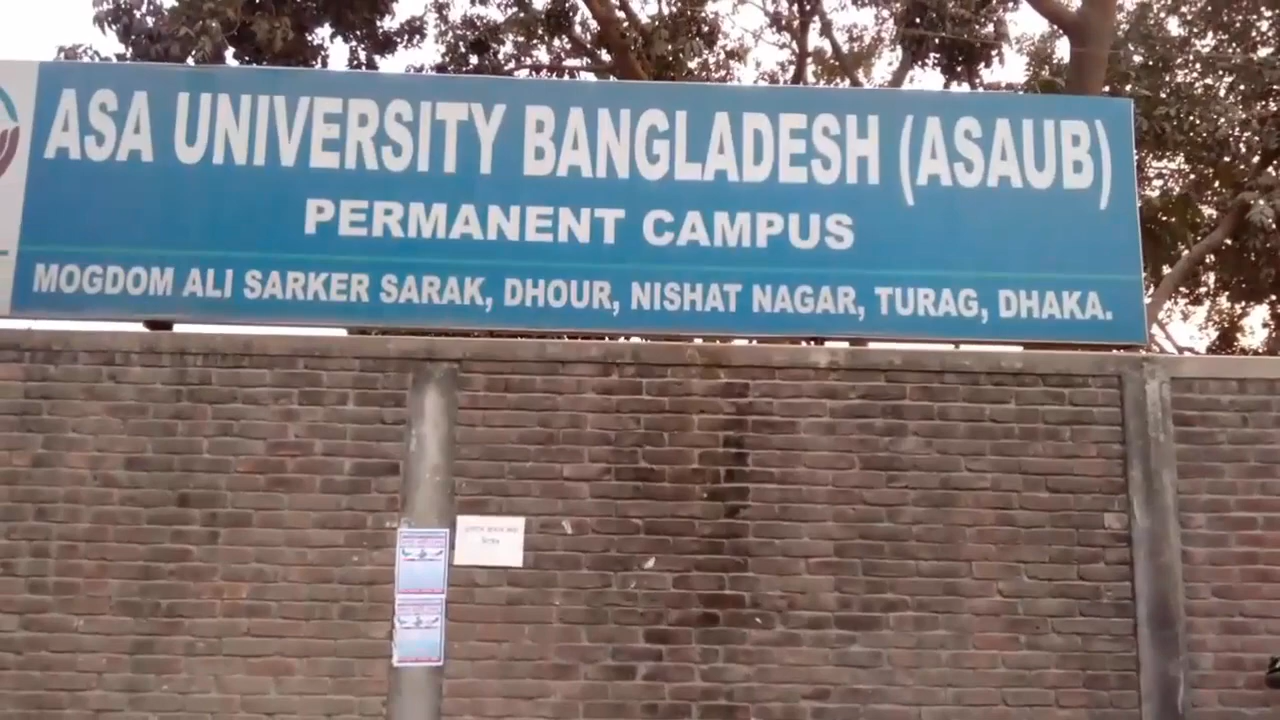 ASA UNIVERSITY BANGLADESH (ASAUB)
PERMANENT CAMPUS
MOGDOM ALI SARKER SARAK, DHOUR, NISHAT NAGAR, TURAG, DHAKA.